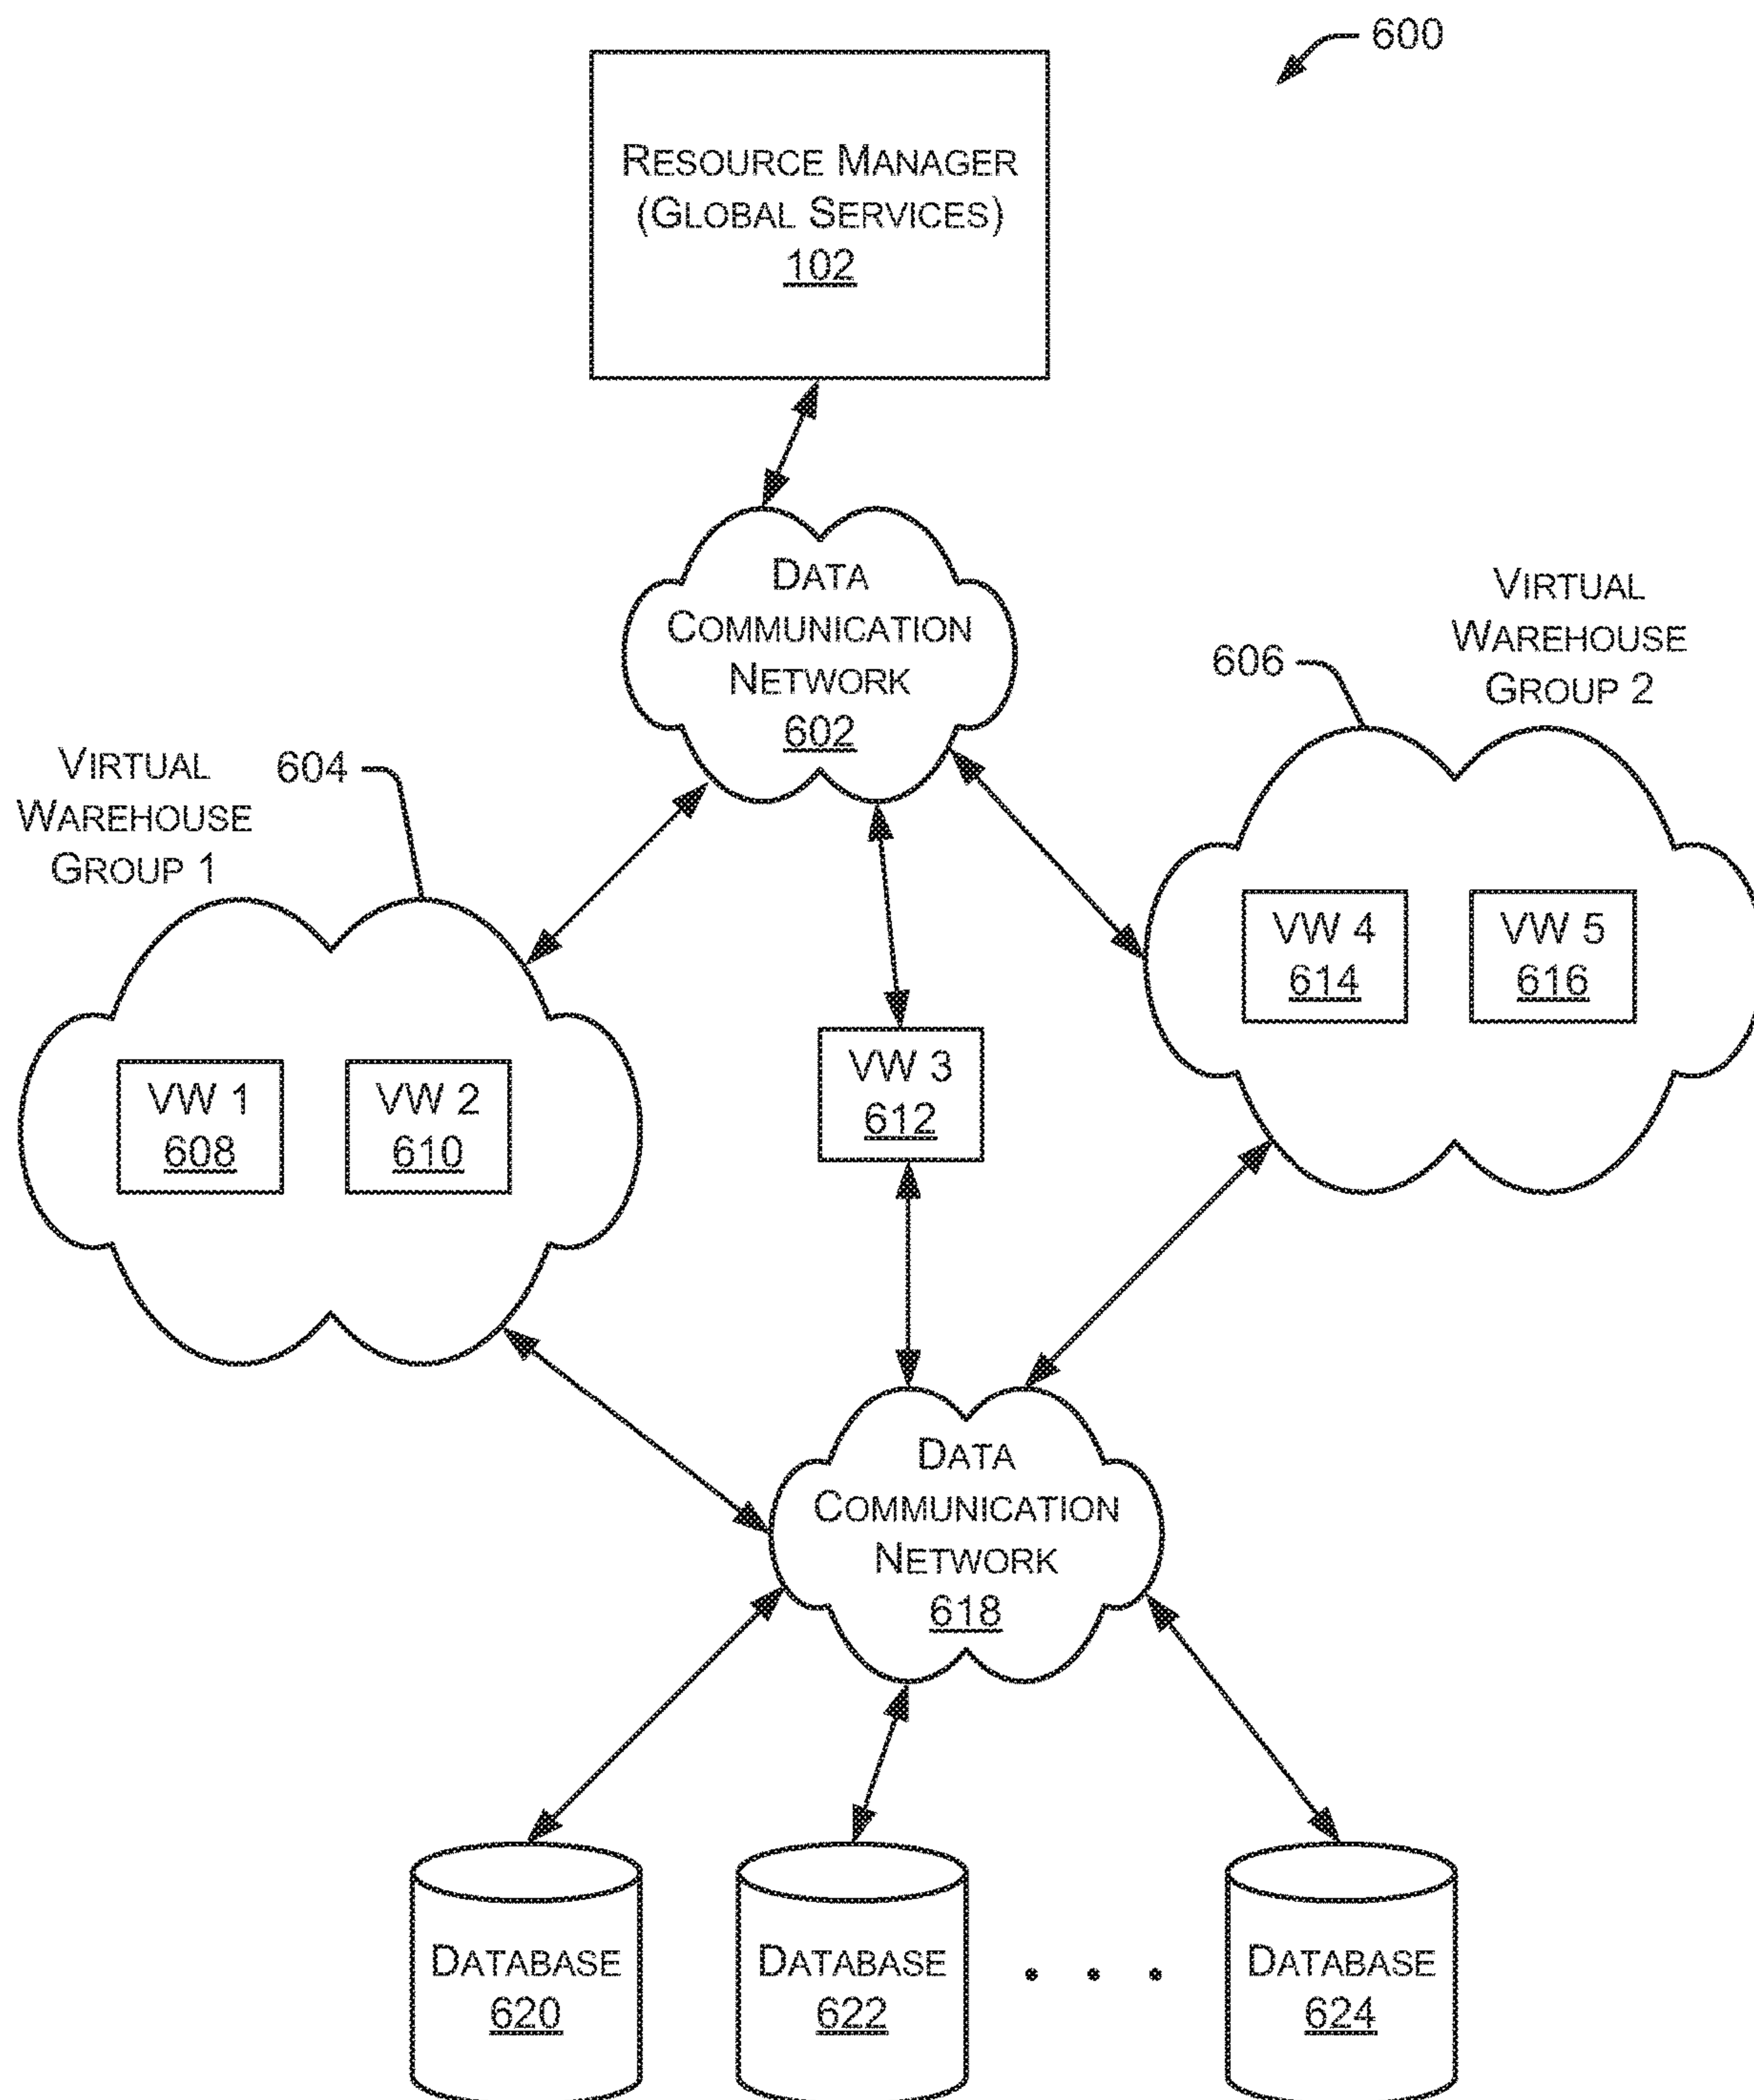 600
RESOURCE MANAGER
(GLOBAL SERVICES)
102
DATA
COMMUNICATION
NETWORK
602
VIRTUAL
WAREHOUSE
GROUP 2
606
VIRTUAL
WAREHOUSE
GROUP 1
604
VW 4
614
VW 5
616
VW 3
612
VW 1
608
VW 2
610
DATA
COMMUNICATION
NETWORK
618
DATABASE
620
DATABASE
622
. . .
DATABASE
624